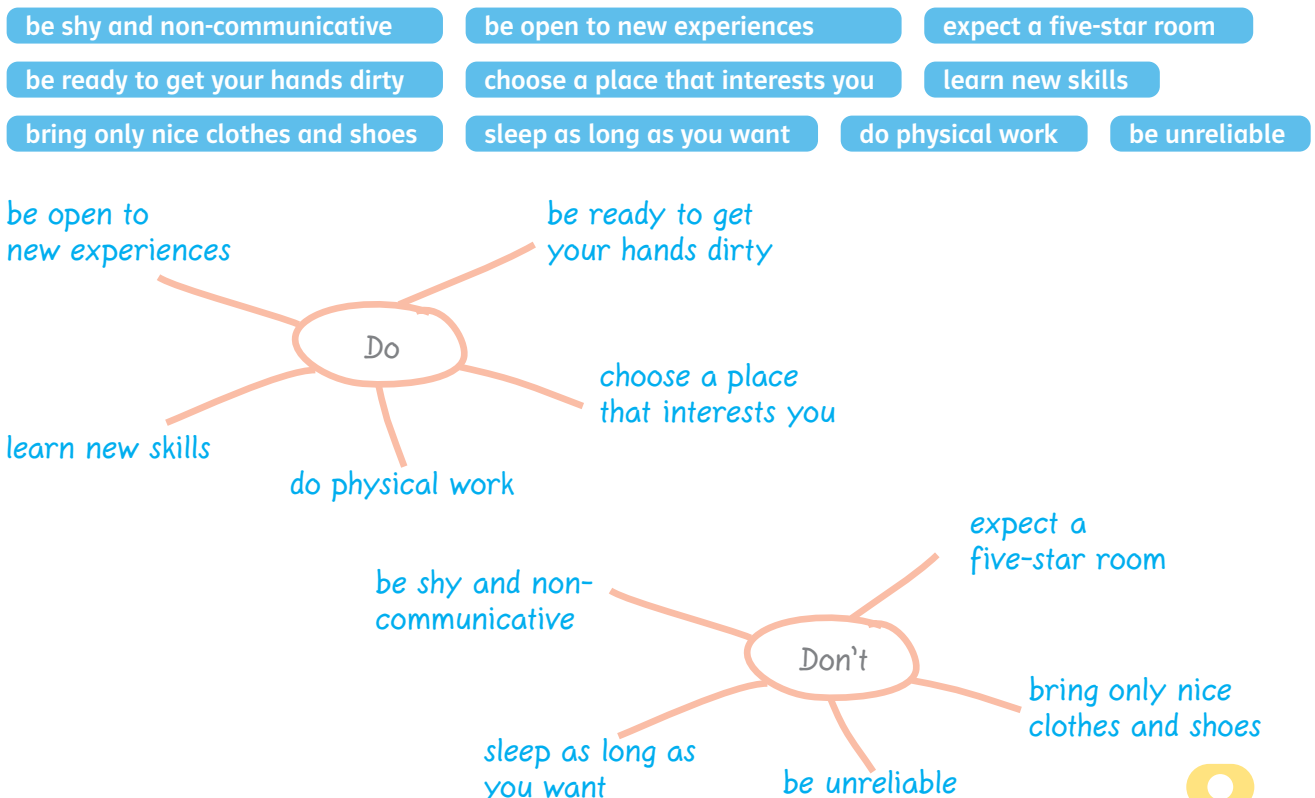 be shy and non-communicative
be open to new experiences
expect a five-star room
be ready to get your hands dirty
choose a place that interests you
learn new skills
bring only nice clothes and shoes
sleep as long as you want
do physical work
be unreliable
be open to
new experiences
be ready to get
your hands dirty
Do
choose a place
that interests you
learn new skills
do physical work
expect a
five-star room
be shy and non-
communicative
Don't
bring only nice
clothes and shoes
sleep as long as
you want
be unreliable